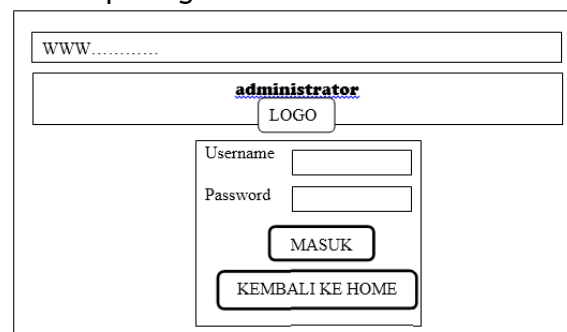 WWW…………
administrator
LOGO
Username
Password
MASUK
KEMBALI KE HOME